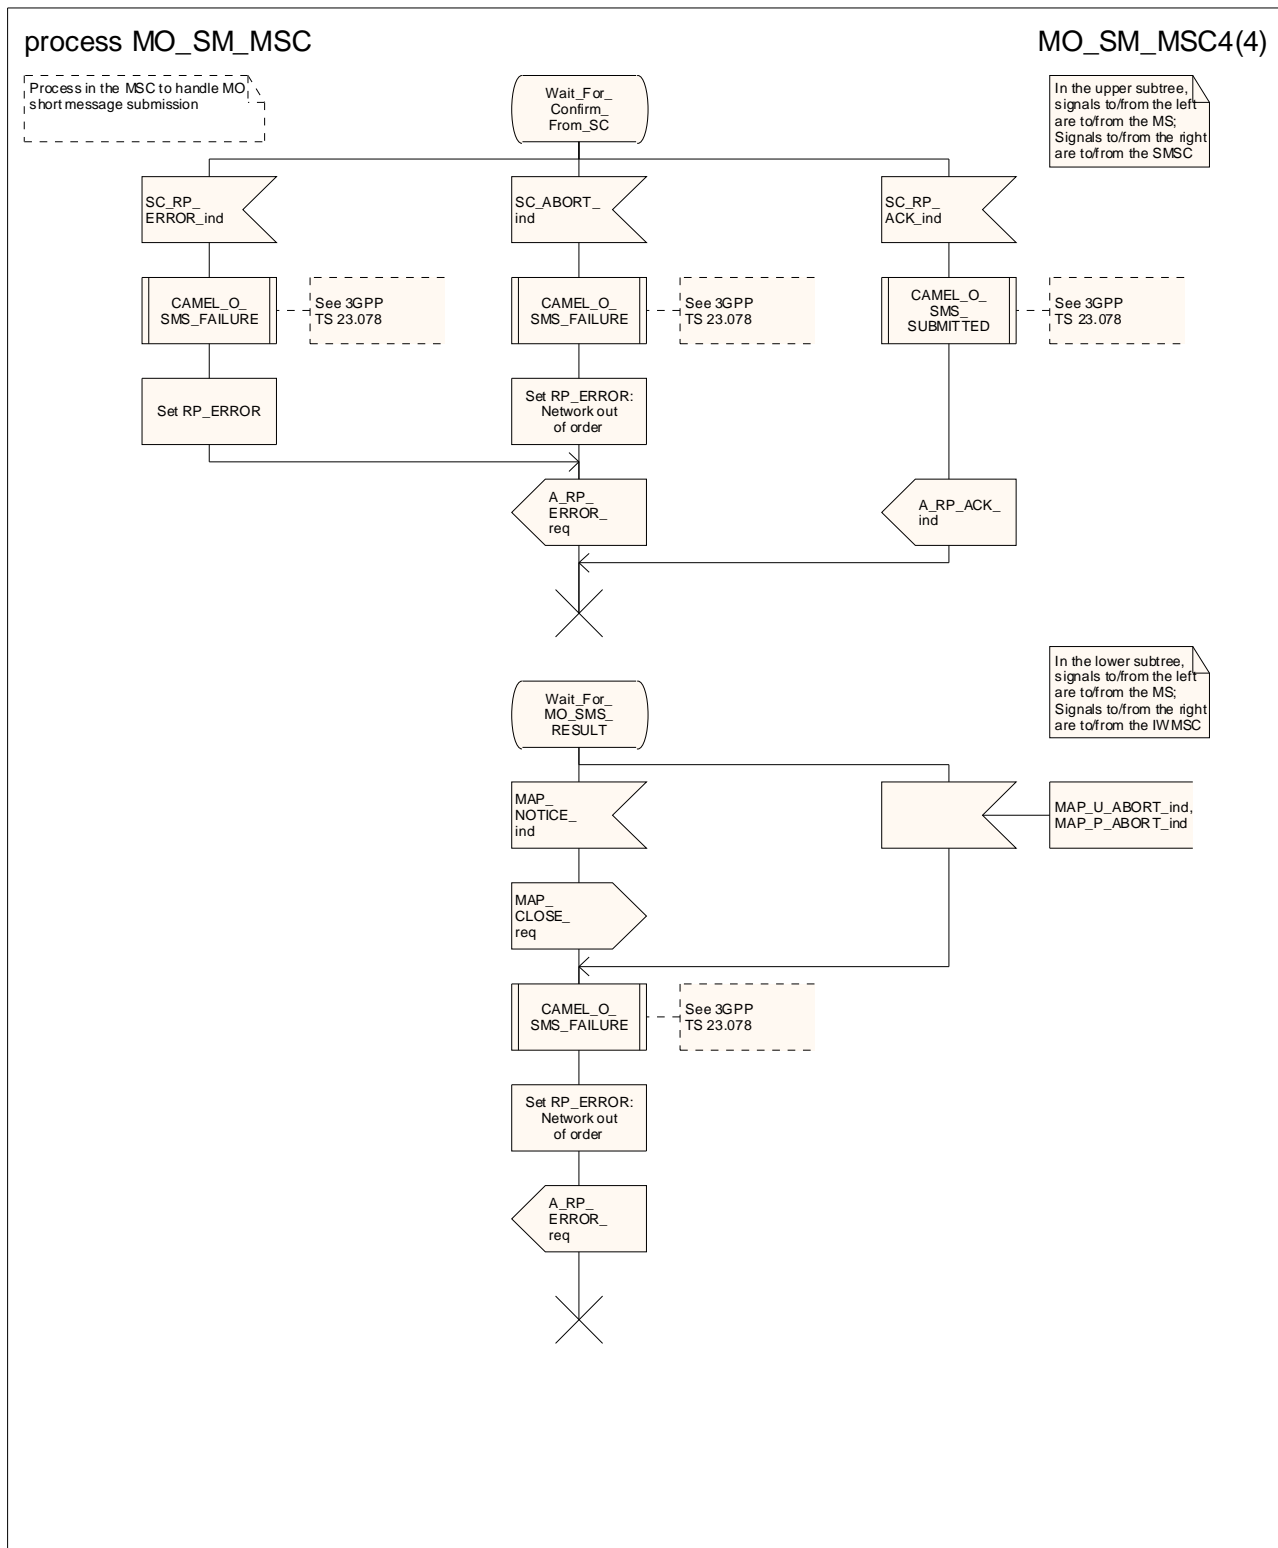 process MO_SM_MSC
MO_SM_MSC4(4)
Process in the MSC to handle MO
short message submission
Wait_For_
Confirm_
From_SC
In the upper subtree,
signals to/from the left
are to/from the MS;
Signals to/from the right
are to/from the SMSC
SC_RP_
ERROR_ind
SC_ABORT_
ind
SC_RP_
ACK_ind
CAMEL_O_
SMS_FAILURE
See 3GPP
TS 23.078
CAMEL_O_
SMS_FAILURE
See 3GPP
TS 23.078
CAMEL_O_
SMS_
SUBMITTED
See 3GPP
TS 23.078
Set RP_ERROR
Set RP_ERROR:
Network out
of order
A_RP_
ERROR_
req
A_RP_ACK_
ind
In the lower subtree,
signals to/from the left
are to/from the MS;
Signals to/from the right
are to/from the IWMSC
Wait_For_
MO_SMS_
RESULT
MAP_
NOTICE_
ind
MAP_U_ABORT_ind,
MAP_P_ABORT_ind
MAP_
CLOSE_
req
CAMEL_O_
SMS_FAILURE
See 3GPP
TS 23.078
Set RP_ERROR:
Network out
of order
A_RP_
ERROR_
req